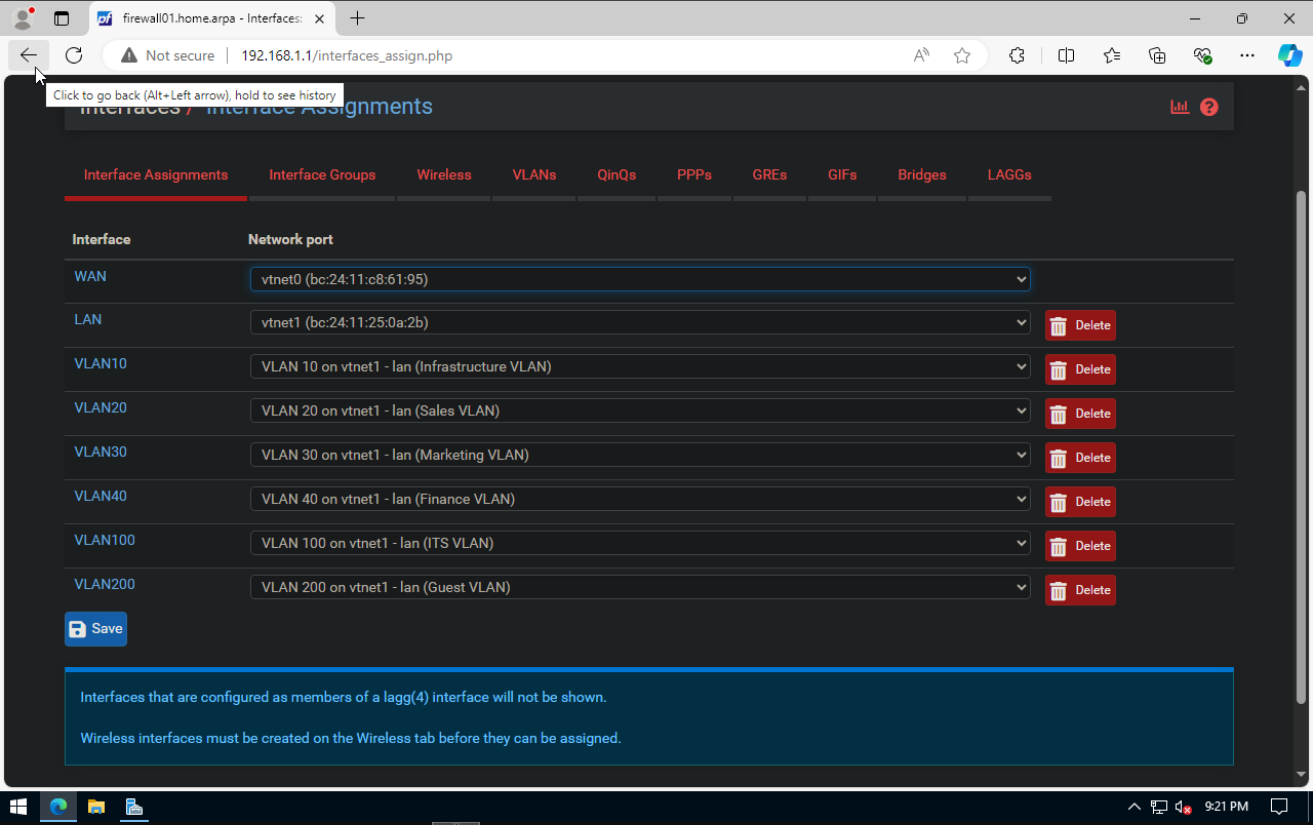 firewall01.home.arpa - Interfaces:
Not secure
192.168.1.1/interfaces_assign.php
Click to go back (Alt+Left arrow), hold to see history
Interfaces / Interface Assignments
Interface Assignments Interface Groups Wireless VLANs QinQs PPPs GREs GIFs Bridges LAGGs
Interface Network port
WAN vtnet0 (bc:24:11:c8:61:95)
LAN vtnet1 (bc:24:11:25:0a:2b) Delete
VLAN10 VLAN 10 on vtnet1 - lan (Infrastructure VLAN) Delete
VLAN20 VLAN 20 on vtnet1 - lan (Sales VLAN) Delete
VLAN30 VLAN 30 on vtnet1 - lan (Marketing VLAN) Delete
VLAN40 VLAN 40 on vtnet1 - lan (Finance VLAN) Delete
VLAN100 VLAN 100 on vtnet1 - lan (ITS VLAN) Delete
VLAN200 VLAN 200 on vtnet1 - lan (Guest VLAN) Delete
Save
Interfaces that are configured as members of a lagg(4) interface will not be shown.
Wireless interfaces must be created on the Wireless tab before they can be assigned.
9:21 PM